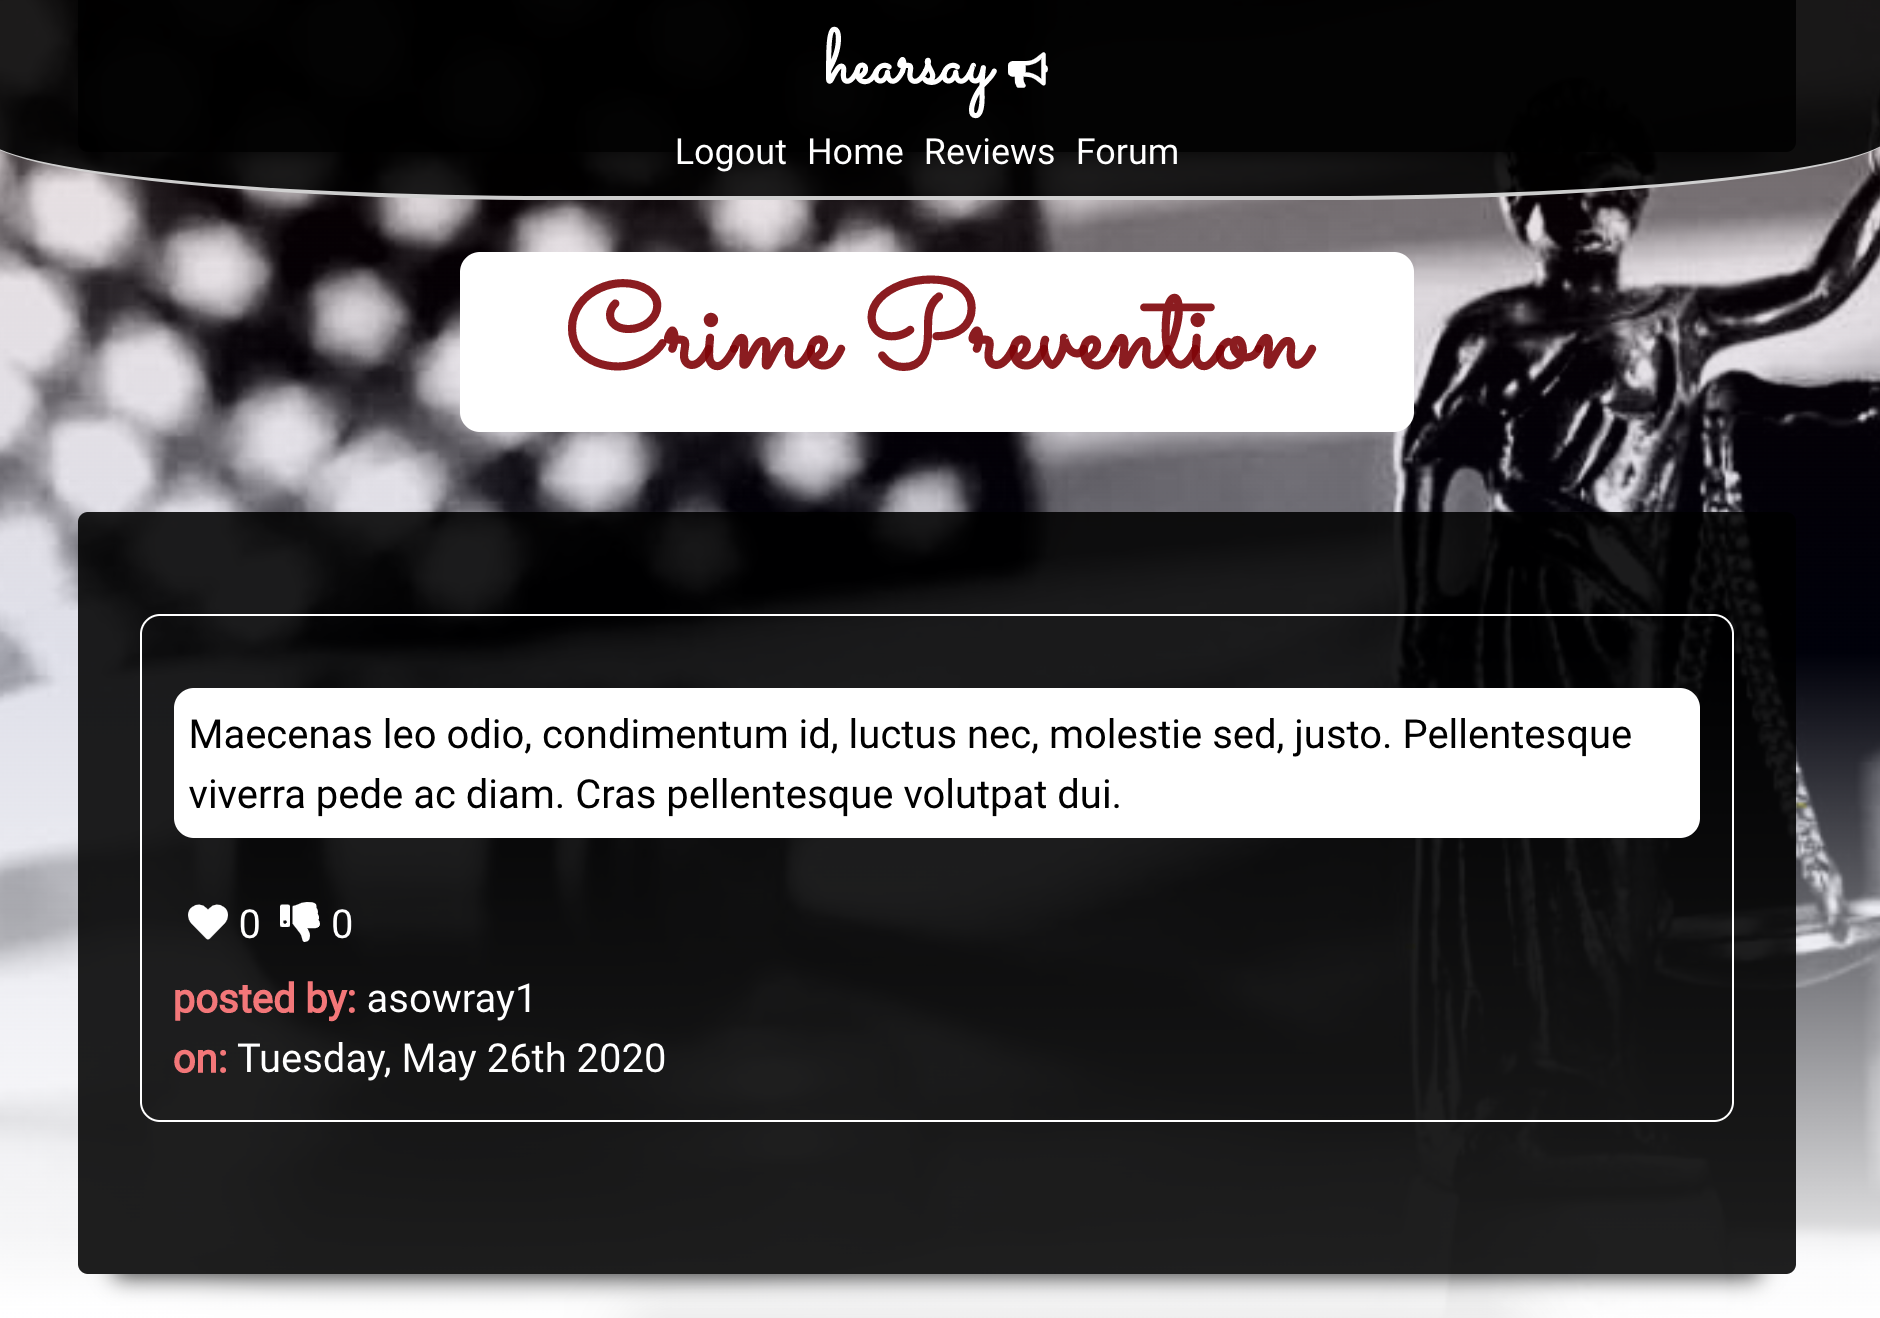 hearsay
Logout Home Reviews Forum
Crime Prevention
Maecenas leo odio, condimentum id, luctus nec, molestie sed, justo. Pellentesque
viverra pede ac diam. Cras pellentesque volutpat dui.
0 0
posted by: asowray1
on: Tuesday, May 26th 2020